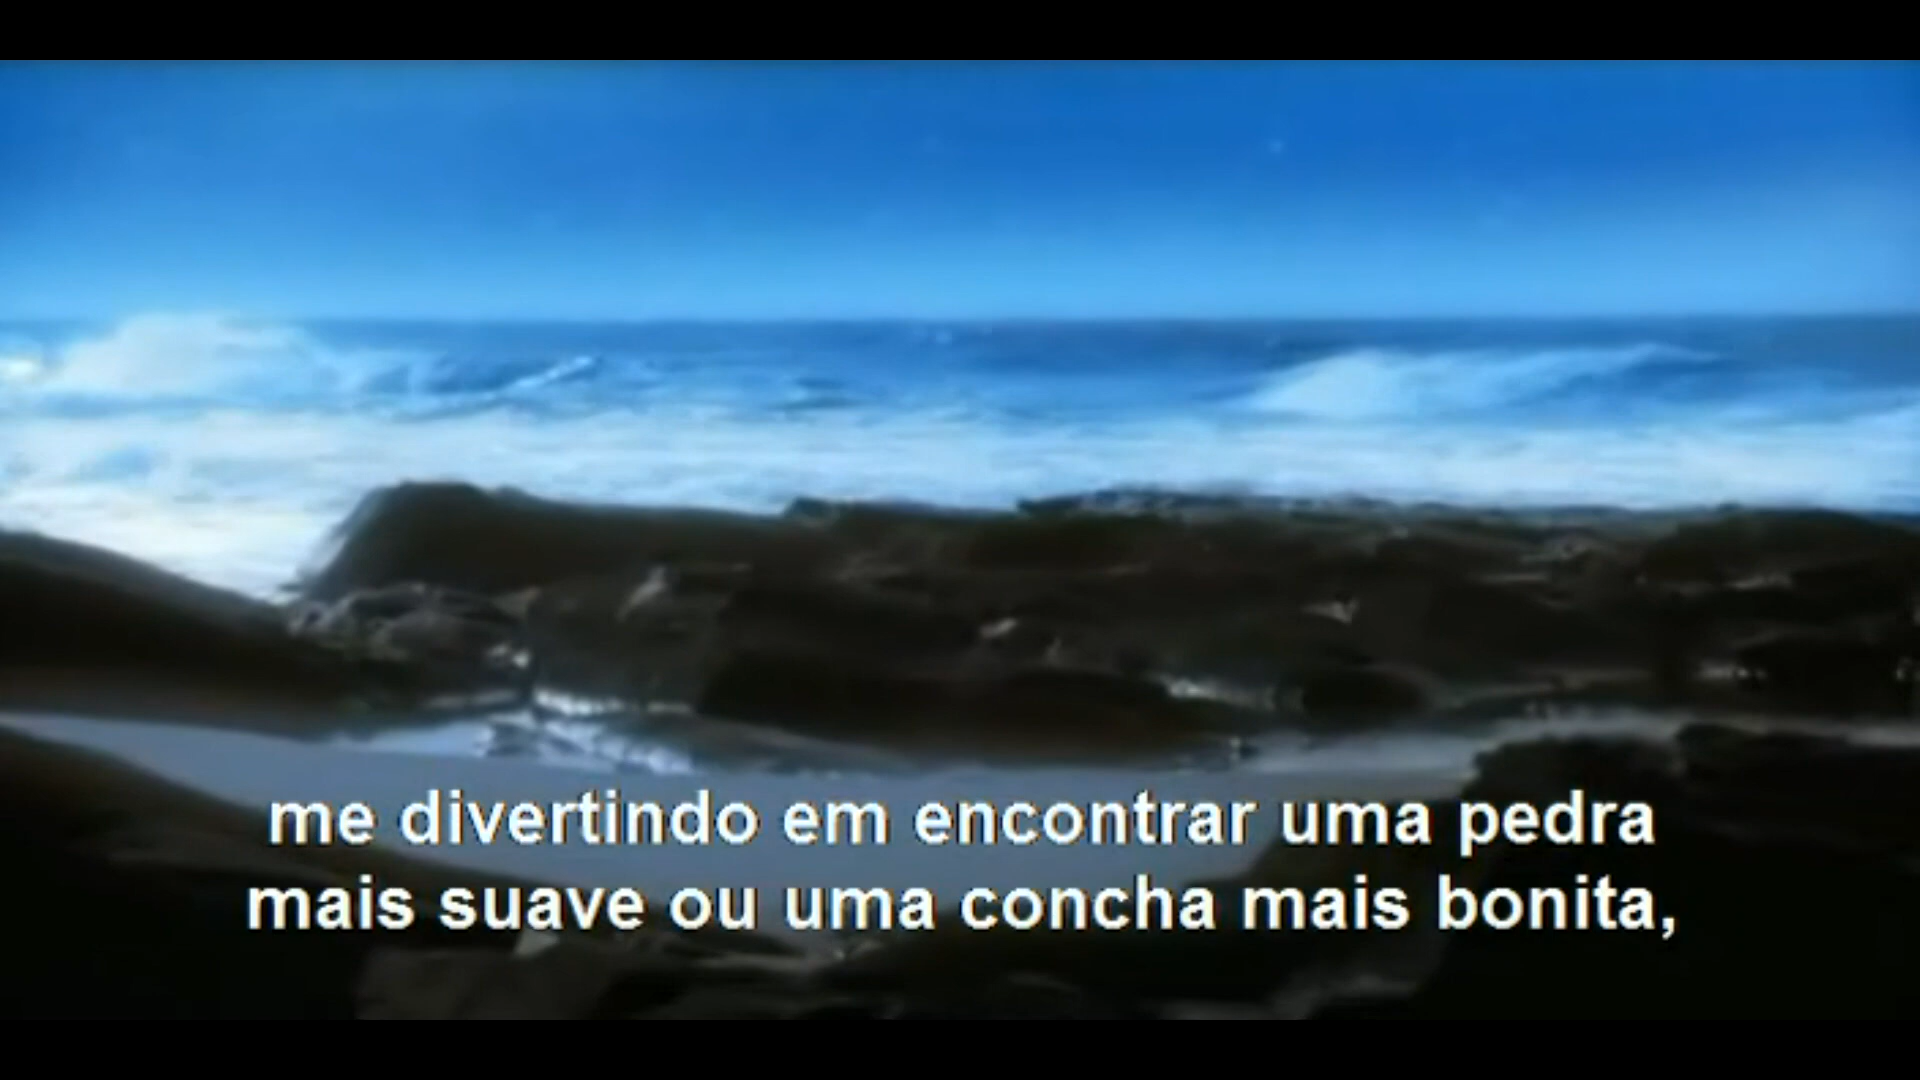 me divertindo em encontrar uma pedra
mais suave ou uma concha mais bonita,